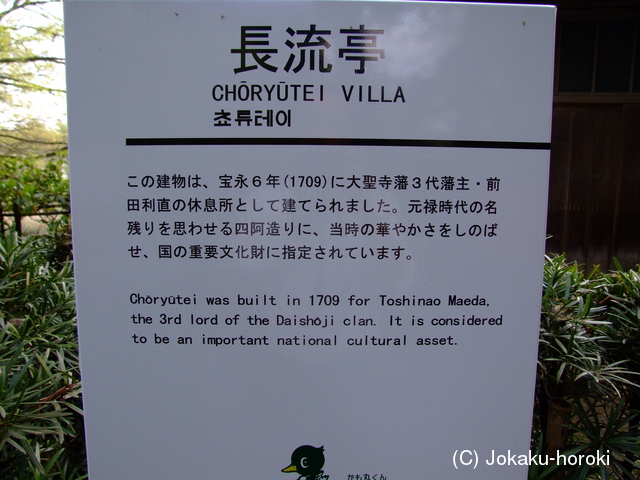 長流亭
CHŌRYŪTEI VILLA
쵸류테이
この建物は、宝永6年(1709)に大聖寺藩3代藩主・前
田利直の休息所として建てられました。元禄時代の名
残りを思わせる四阿造りに、当時の華やかさをしのば
せ、国の重要文化財に指定されています。
Chōryūtei was built in 1709 for Toshinao Maeda,
the 3rd lord of the Daishōji clan. It is considered
to be an important national cultural asset.
かも丸くん
(C) Jokaku-horoki